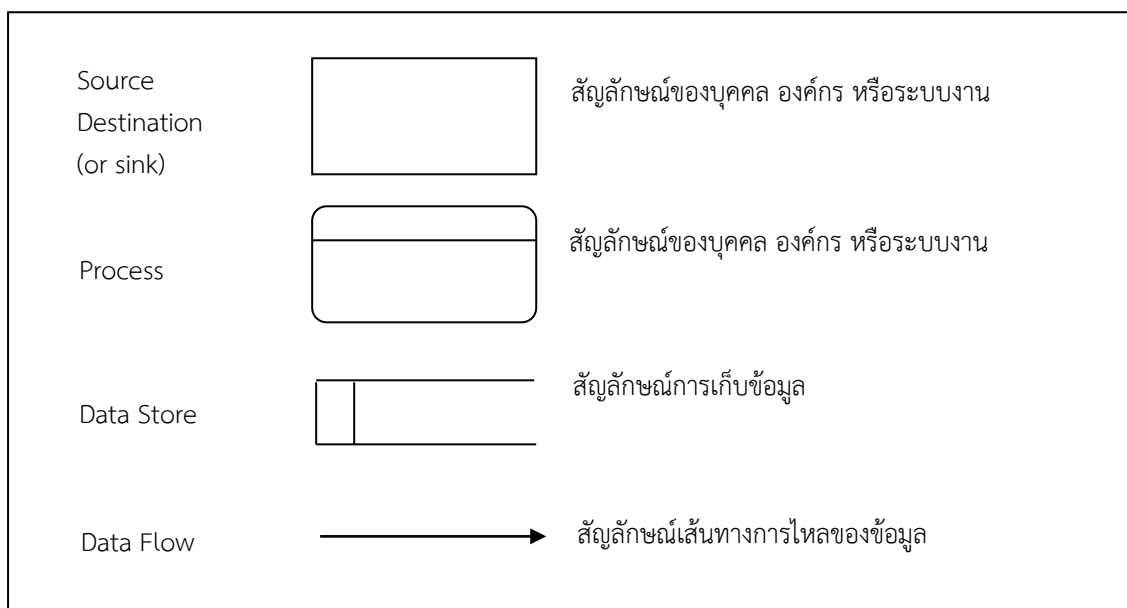 Source
Destination
(or sink)
สัญลักษณ์ของบุคคล องค์กร หรือระบบงาน
Process
สัญลักษณ์ของบุคคล องค์กร หรือระบบงาน
Data Store
สัญลักษณ์การเก็บข้อมูล
Data Flow
สัญลักษณ์เส้นทางการไหลของข้อมูล